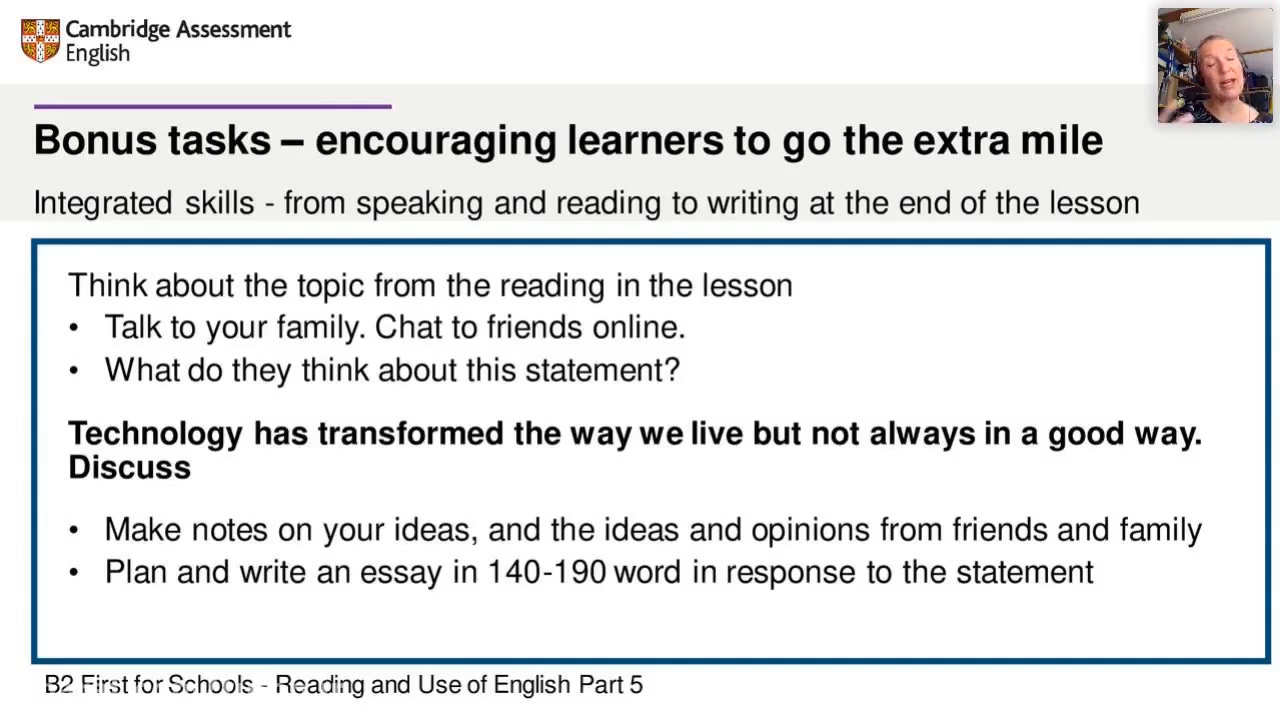 Cambridge Assessment
English
Bonus tasks – encouraging learners to go the extra mile
Integrated skills - from speaking and reading to writing at the end of the lesson
Think about the topic from the reading in the lesson
• Talk to your family. Chat to friends online.
• What do they think about this statement?
Technology has transformed the way we live but not always in a good way.
Discuss
• Make notes on your ideas, and the ideas and opinions from friends and family
• Plan and write an essay in 140-190 word in response to the statement
B2 First for Schools - Reading and Use of English Part 5